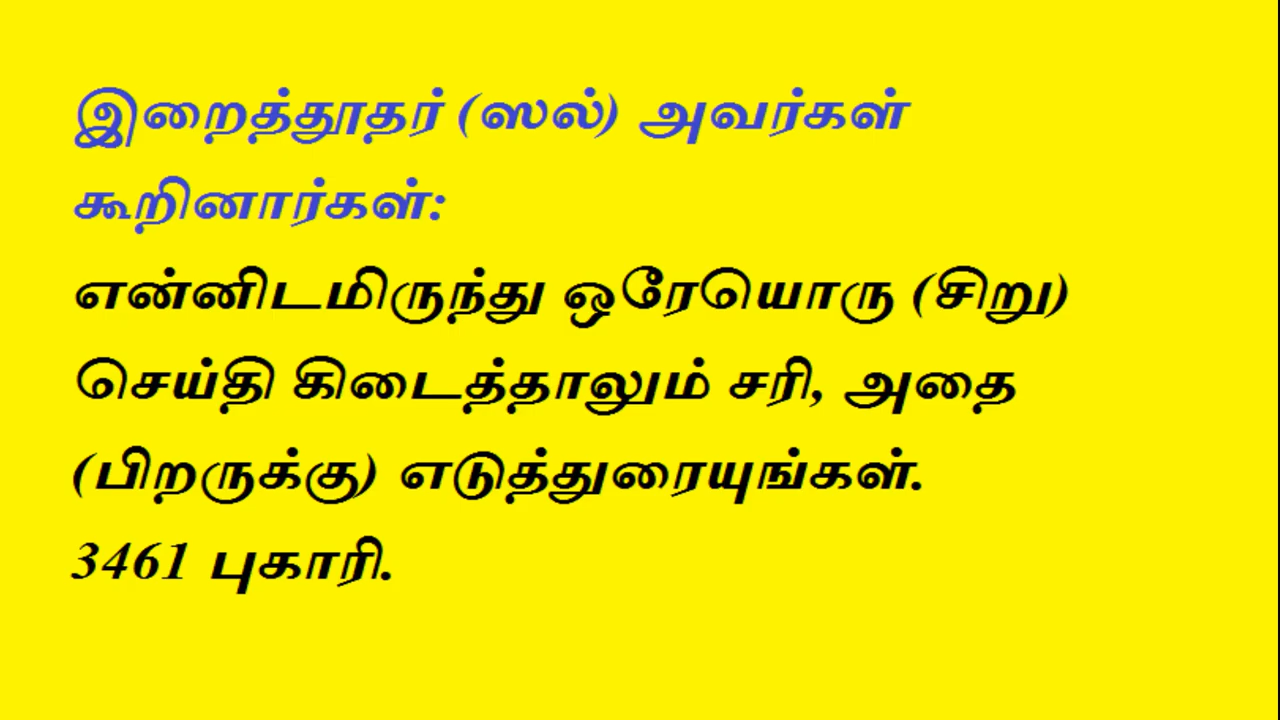 இறைத்தூதர் (ஸல்) அவர்கள்
கூறினார்கள்:
என்னிடமிருந்து ஒரேயொரு (சிறு)
செய்தி கிடைத்தாலும் சரி, அதை
(பிறருக்கு) எடுத்துரையுங்கள்.
3461 புகாரி.